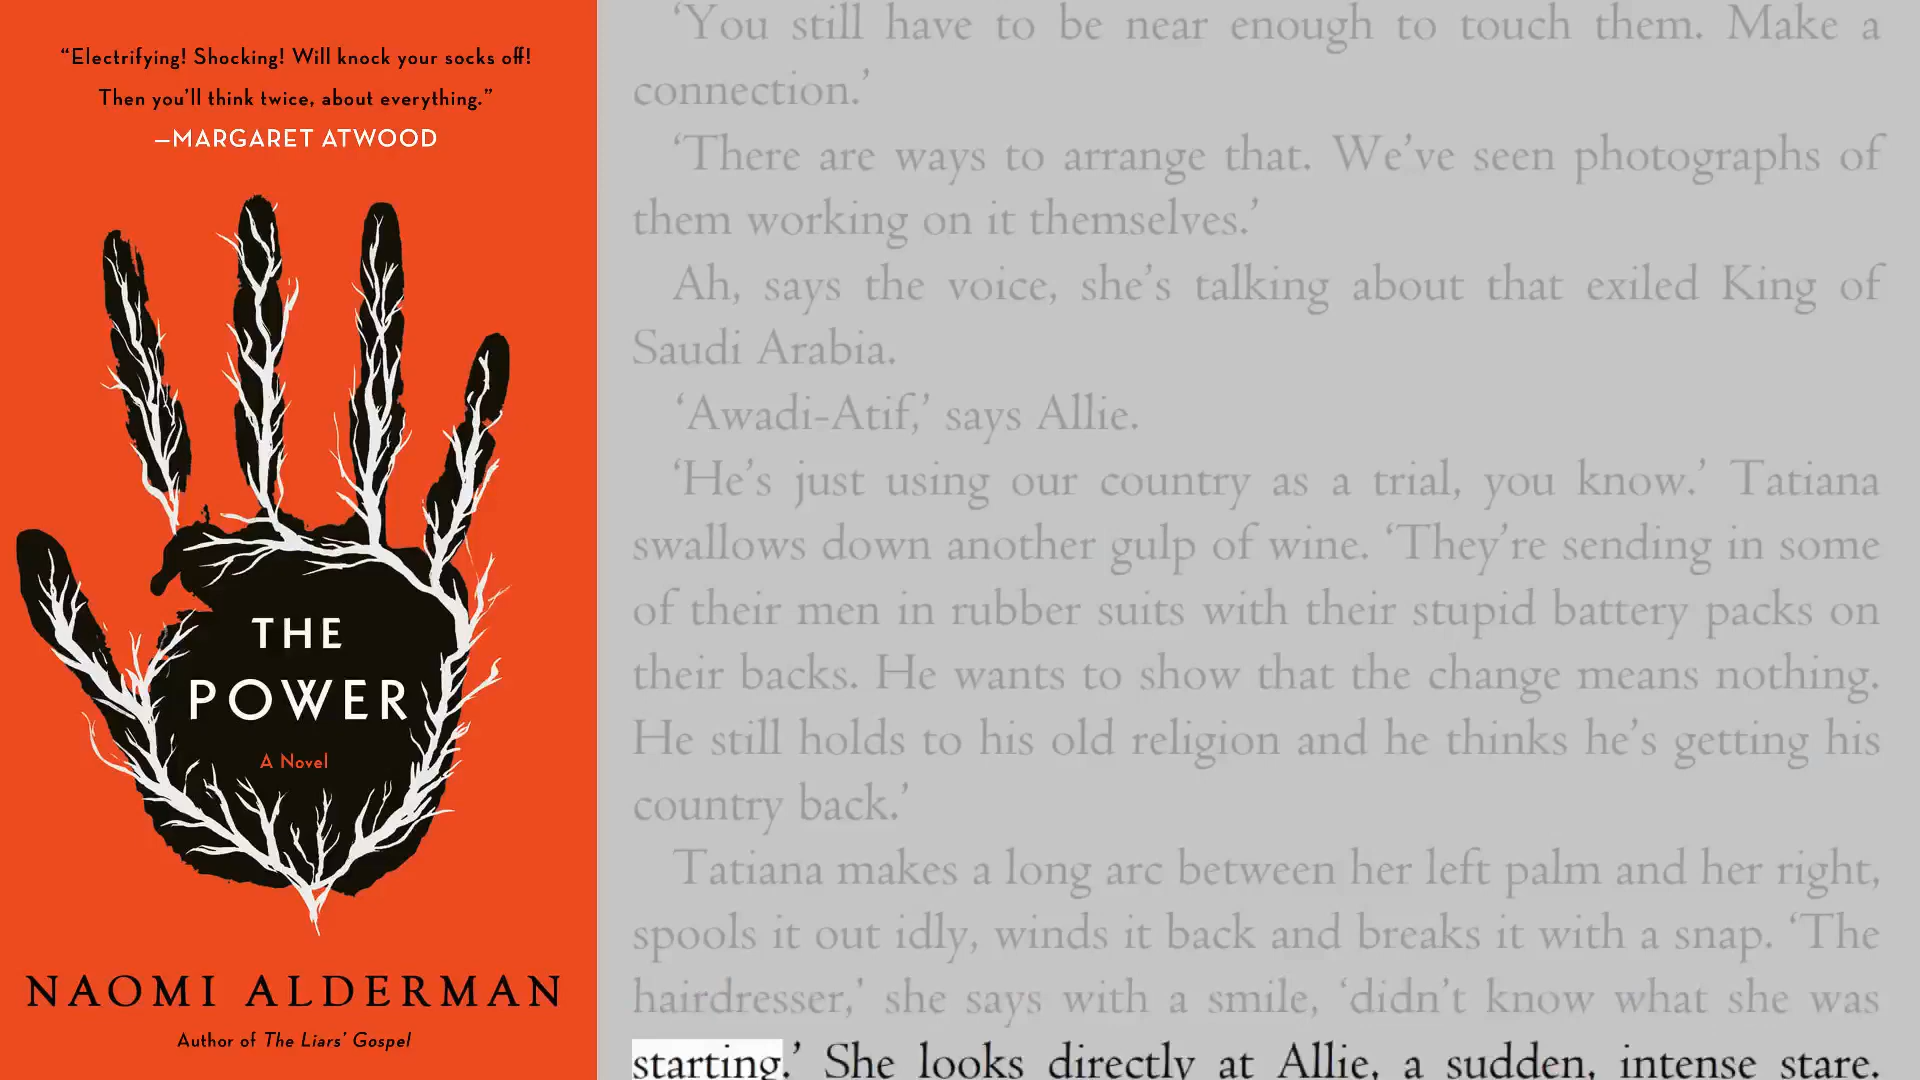 “Electrifying! Shocking! Will knock your socks off!
Then you’ll think twice, about everything.”
—MARGARET ATWOOD
THE
POWER
A Novel
NAOMI ALDERMAN
Author of The Liars’ Gospel
‘You still have to be near enough to touch them. Make a
connection.’
‘There are ways to arrange that. We’ve seen photographs of
them working on it themselves.’
Ah, says the voice, she’s talking about that exiled King of
Saudi Arabia.
‘Awadi-Atif,’ says Allie.
‘He’s just using our country as a trial, you know.’ Tatiana
swallows down another gulp of wine. ‘They’re sending in some
of their men in rubber suits with their stupid battery packs on
their backs. He wants to show that the change means nothing.
He still holds to his old religion and he thinks he’s getting his
country back.’
Tatiana makes a long arc between her left palm and her right,
spools it out idly, winds it back and breaks it with a snap. ‘The
hairdresser,’ she says with a smile, ‘didn’t know what she was
starting.’ She looks directly at Allie, a sudden, intense stare.